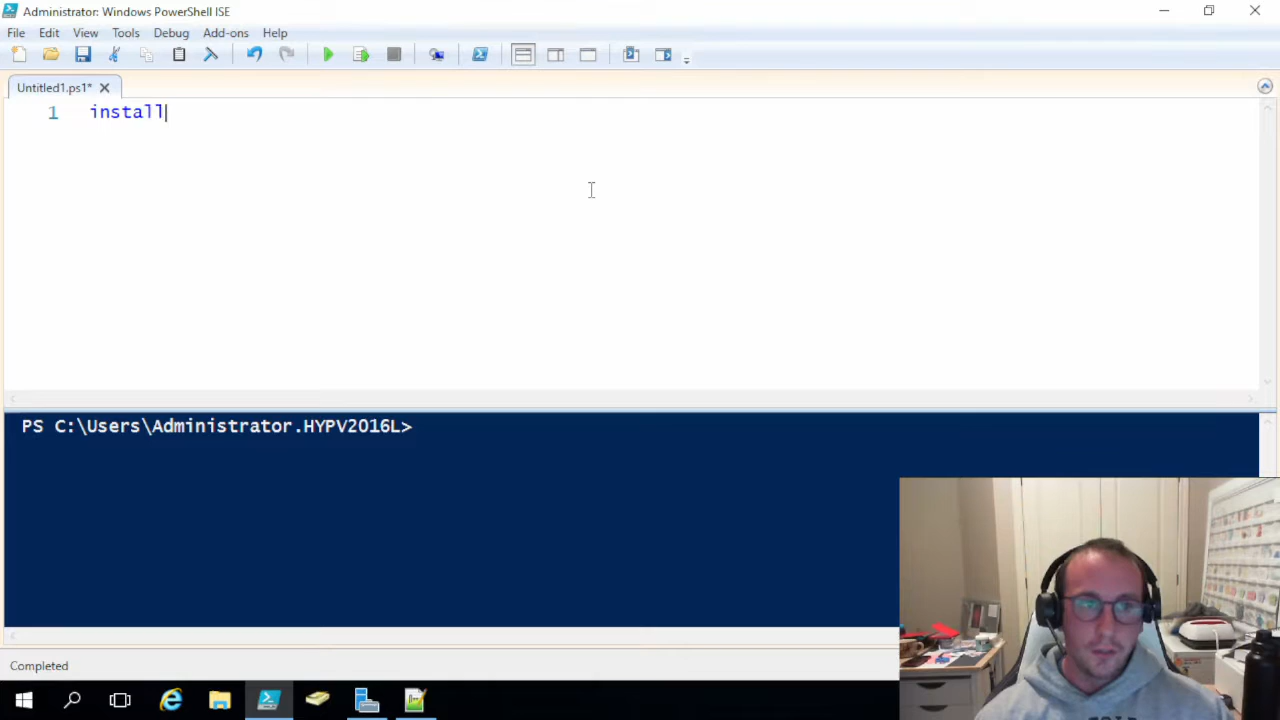 Administrator: Windows PowerShell ISE
File Edit View Tools Debug Add-ons Help
Untitled1.ps1*
1 install
PS C:\Users\Administrator.HYPV2016L>
Completed